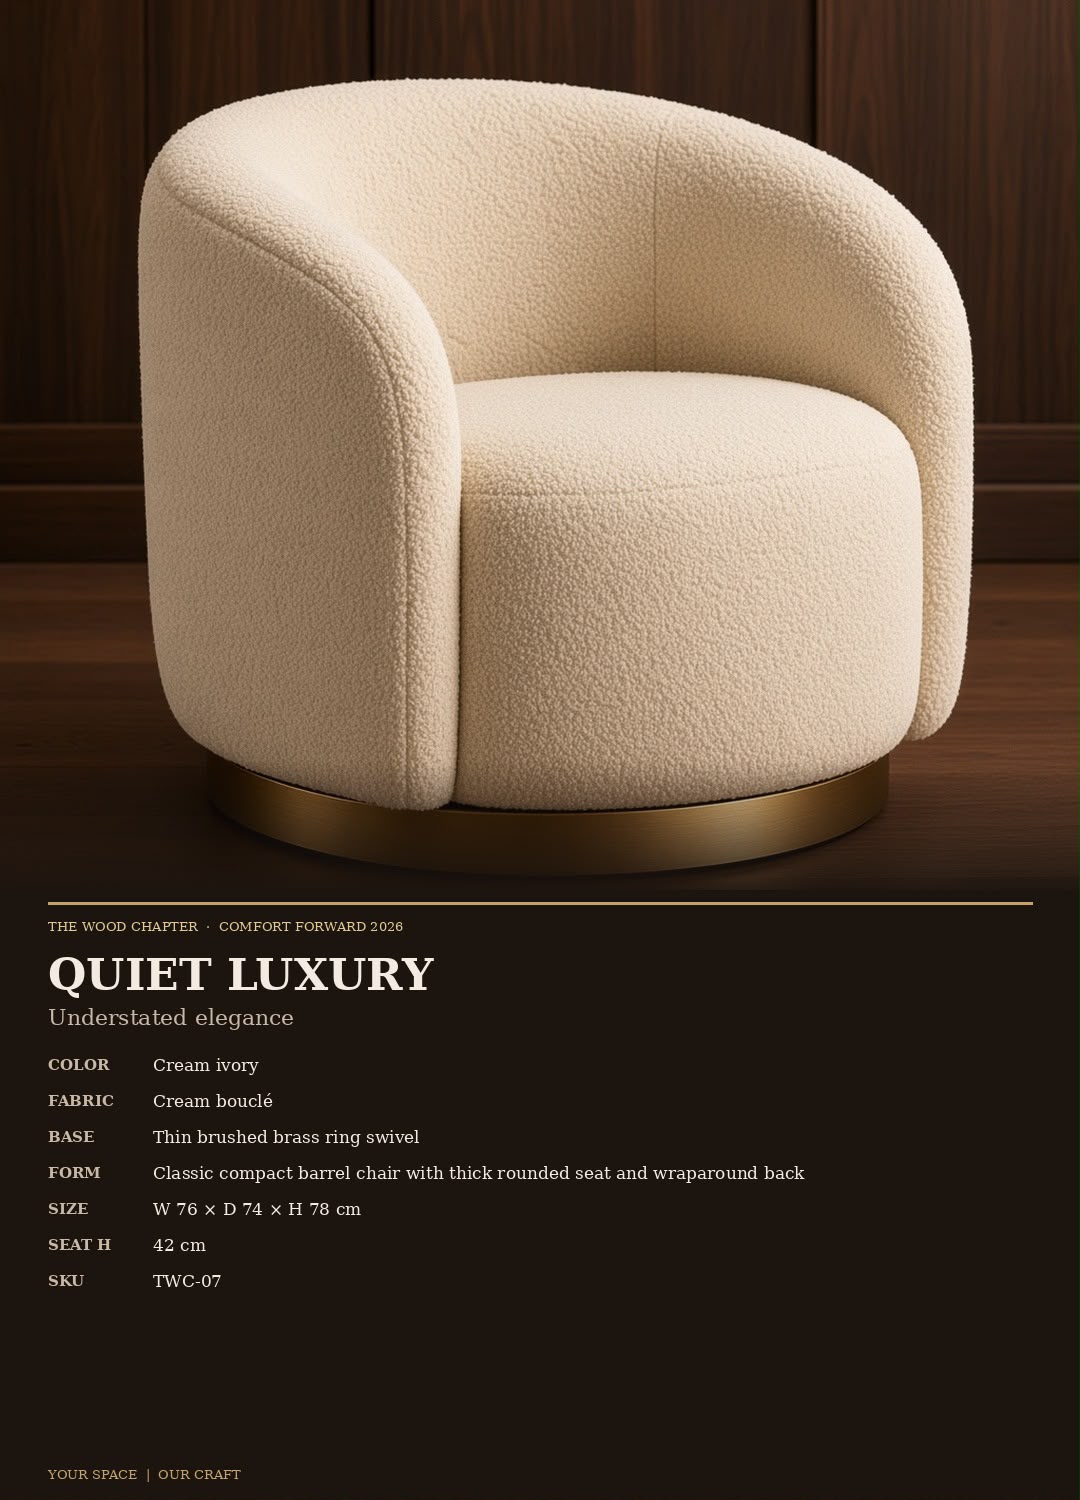 THE WOOD CHAPTER · COMFORT FORWARD 2026
QUIET LUXURY
Understated elegance
COLOR Cream ivory
FABRIC Cream bouclé
BASE Thin brushed brass ring swivel
FORM Classic compact barrel chair with thick rounded seat and wraparound back
SIZE W 76 × D 74 × H 78 cm
SEAT H 42 cm
SKU TWC-07
YOUR SPACE | OUR CRAFT